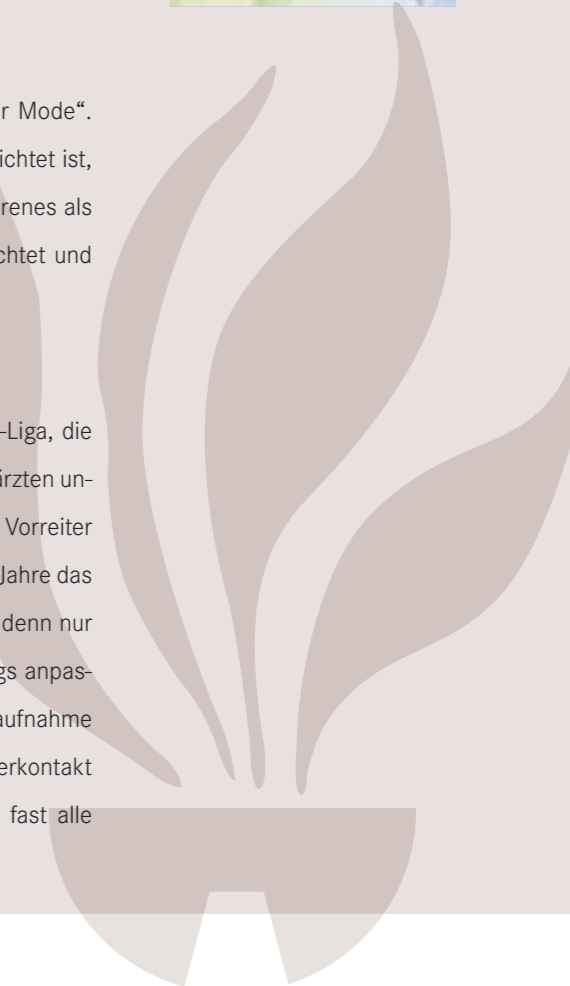 r Mode“.
ichtet ist,
renes als
chtet und
-Liga, die
ärzten un-
Vorreiter
Jahre das
denn nur
gs anpas-
aufnahme
erkontakt
fast alle